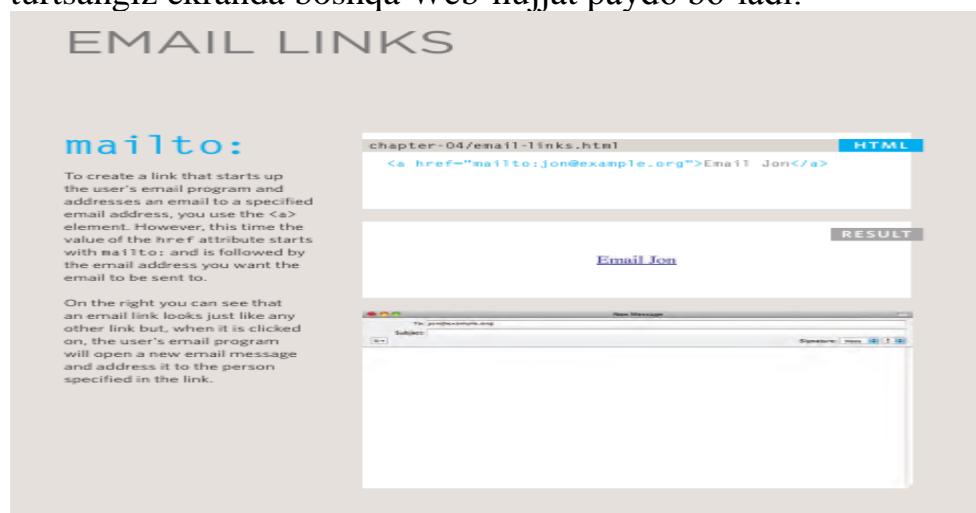 turtsangiz ekranda boshqa Web-hujjat paydo bo‘ladi.
EMAIL LINKS
mailto:
To create a link that starts up
the user's email program and
addresses an email to a specified
email address, you use the <a>
element. However, this time the
value of the href attribute starts
with mailto: and is followed by
the email address you want the
email to be sent to.
On the right you can see that
an email link looks just like any
other link but, when it is clicked
on, the user's email program
will open a new email message
and address it to the person
specified in the link.
chapter-04/email-links.html HTML
<a href="mailto:jon@example.org">Email Jon</a>
RESULT
Email Jon
New Message
To: jon@example.org
Subject:
Signature: None